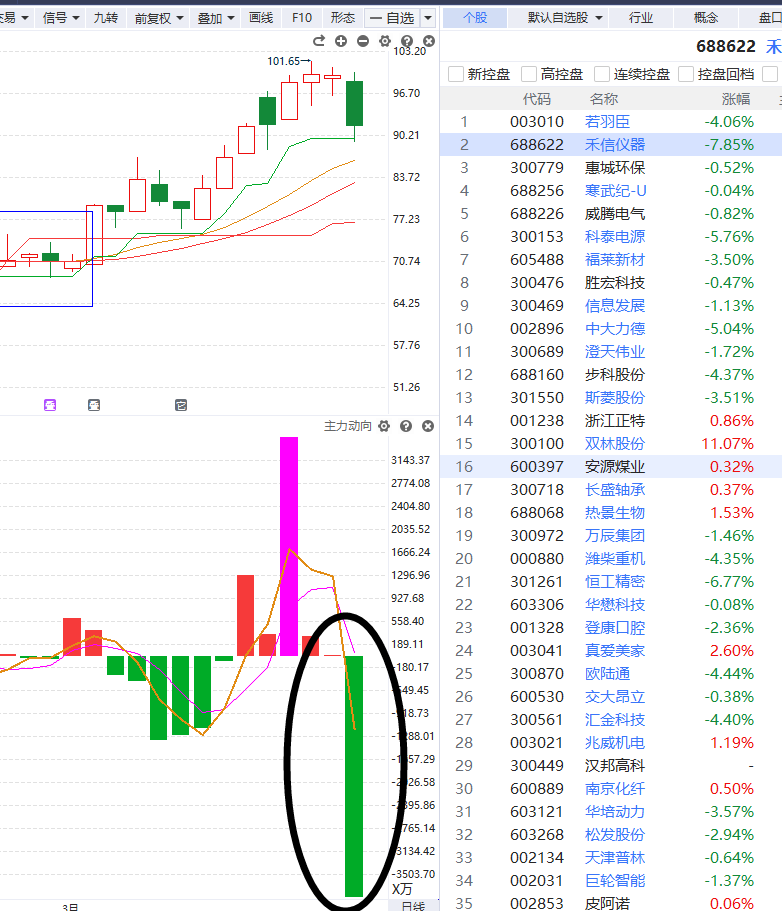 交易 信号 九转 前复权 叠加 画线 F10 形态 一自选 个股 默认自选股 行业 概念 盘口
688622 禾
新控盘 高控盘 连续控盘 控盘回档
代码 名称 涨幅
103.20
101.65
96.70
90.21
83.72
77.23
70.74
64.25
57.76
51.26
主力动向
3143.37
2774.08
2404.80
2035.52
1666.24
1296.96
927.68
558.40
189.11
-180.17
-549.45
-918.73
-1288.01
-1657.29
-2026.58
-2395.86
-2765.14
-3134.42
-3503.70
X万
3月 日线
1 003010 若羽臣 -4.06%
2 688622 禾信仪器 -7.85%
3 300779 惠城环保 -0.52%
4 688256 寒武纪-U -0.04%
5 688226 威腾电气 -0.82%
6 300153 科泰电源 -5.76%
7 605488 福莱新材 -3.50%
8 300476 胜宏科技 -0.47%
9 300469 信息发展 -1.13%
10 002896 中大力德 -5.04%
11 300689 澄天伟业 -1.72%
12 688160 步科股份 -4.37%
13 301550 斯菱股份 -3.51%
14 001238 浙江正特 0.86%
15 300100 双林股份 11.07%
16 600397 安源煤业 0.32%
17 300718 长盛轴承 0.37%
18 688068 热景生物 1.53%
19 300972 万辰集团 -1.46%
20 000880 潍柴重机 -4.35%
21 301261 恒工精密 -6.77%
22 603306 华懋科技 -0.08%
23 001328 登康口腔 -2.36%
24 003041 真爱美家 2.60%
25 300870 欧陆通 -4.44%
26 600530 交大昂立 -0.38%
27 300561 汇金科技 -4.40%
28 003021 兆威机电 1.19%
29 300449 汉邦高科 -
30 600889 南京化纤 0.50%
31 603121 华培动力 -3.57%
32 603268 松发股份 -2.94%
33 002134 天津普林 -0.64%
34 002031 巨轮智能 -1.37%
35 002853 皮阿诺 0.06%